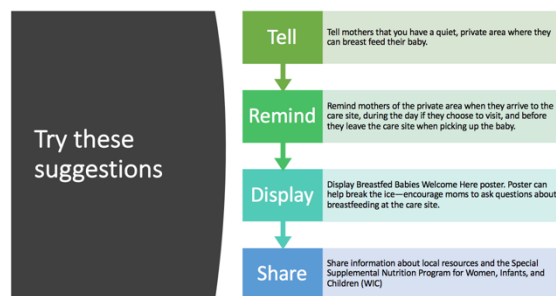 Try these
suggestions
Tell
Tell mothers that you have a quiet, private area where they
can breast feed their baby.
Remind
Remind mothers of the private area when they arrive to the
care site, during the day if they choose to visit, and before
they leave the care site when picking up the baby.
Display
Display Breastfed Babies Welcome Here poster. Poster can
help break the ice—encourage moms to ask questions about
breastfeeding at the care site.
Share
Share information about local resources and the Special
Supplemental Nutrition Program for Women, Infants, and
Children (WIC)